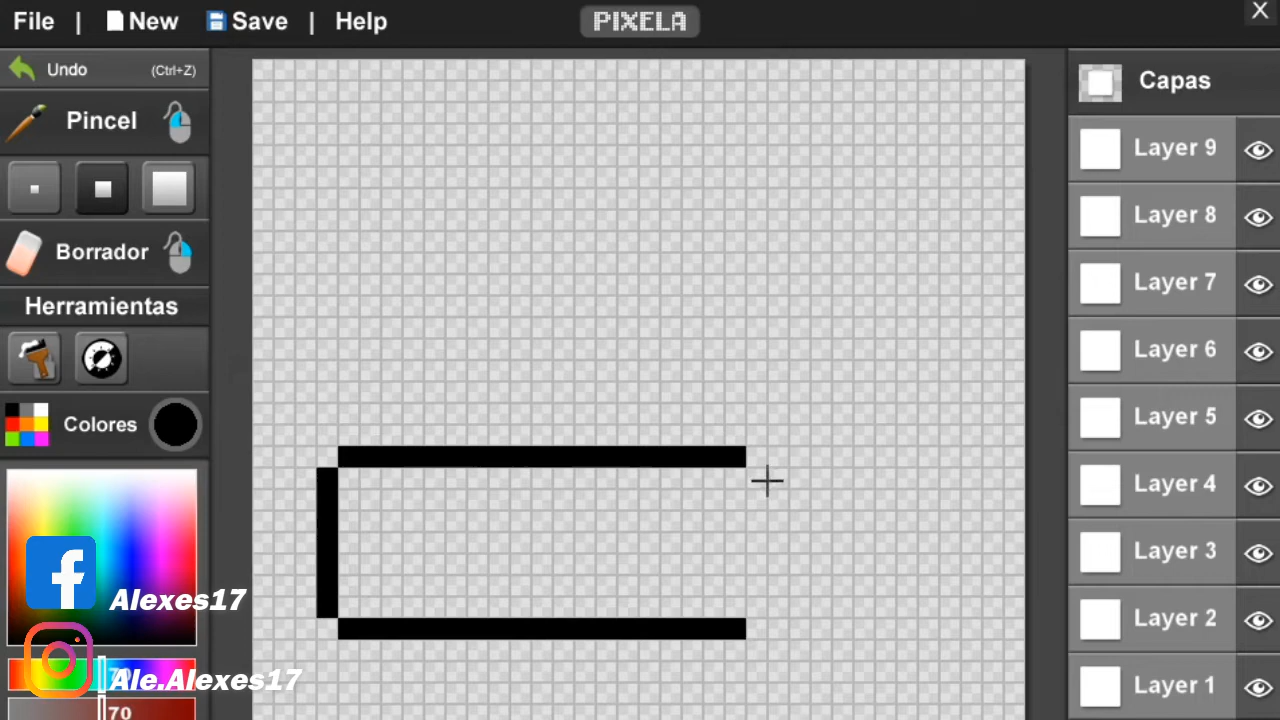 File | New Save | Help
PIXELA
X
Undo (Ctrl+Z)
Pincel
Borrador
Herramientas
Colores
Alexes17
Ale.Alexes17
70
Capas
Layer 9
Layer 8
Layer 7
Layer 6
Layer 5
Layer 4
Layer 3
Layer 2
Layer 1